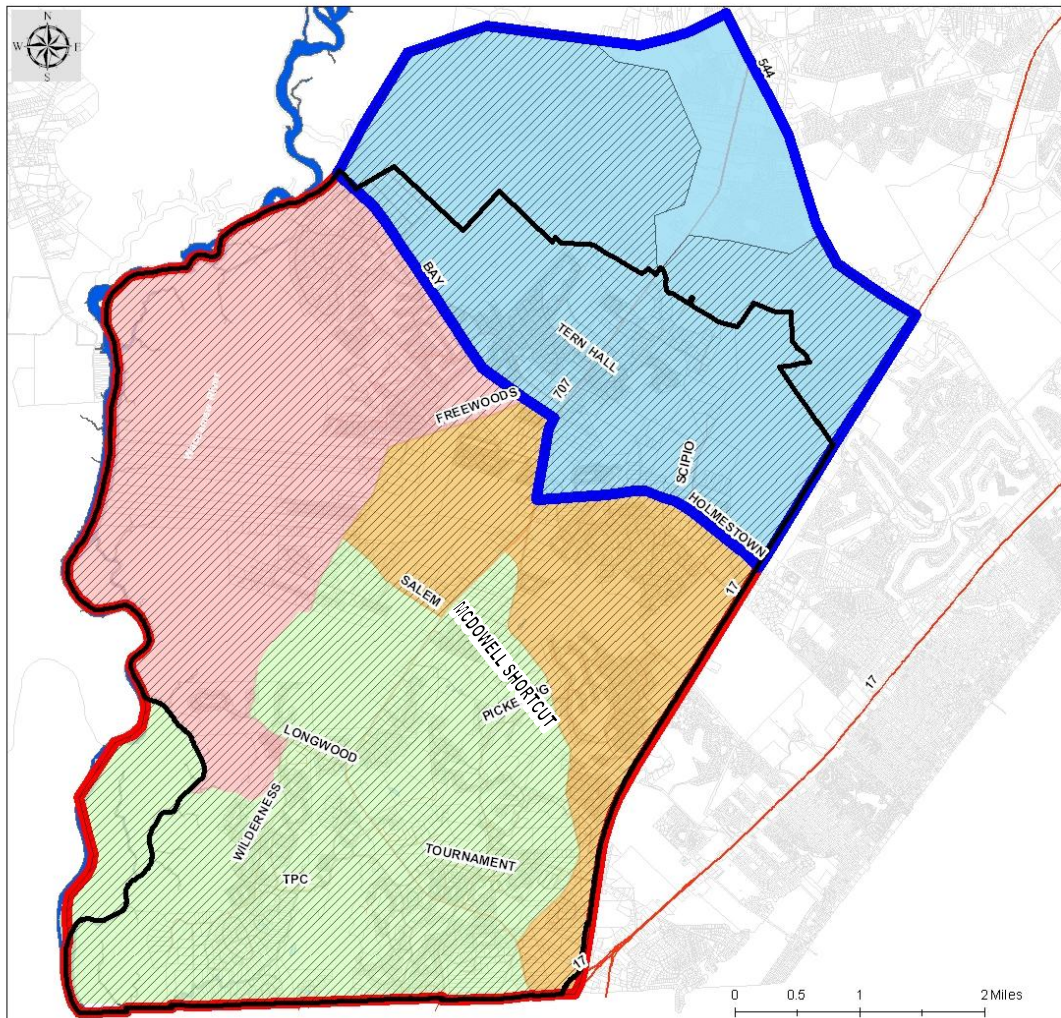 N
W E
S
544
BAY
TERN HALL
707
FREEWOODS
SCIPIO
HOLMESTOWN
17
SALEM
MCDOWELL SHORTCUT
LONGWOOD
17
WILDERNESS
TOURNAMENT
TPC
17
0 0.5 1 2 Miles